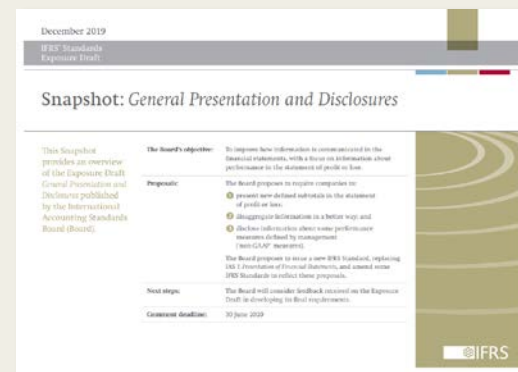 December 2019
IFRS® Standards
Exposure Draft
Snapshot: General Presentation and Disclosures
This Snapshot
provides an overview
of the Exposure Draft
General Presentation and
Disclosures published
by the International
Accounting Standards
Board (Board).
The Board's objective:
To improve how information is communicated in the
financial statements, with a focus on information about
performance in the statement of profit or loss.
Proposals:
The Board proposes to require companies to:
1 present new defined subtotals in the statement
of profit or loss;
2 disaggregate information in a better way; and
3 disclose information about some performance
measures defined by management
('non-GAAP' measures).
The Board proposes to issue a new IFRS Standard, replacing
IAS 1 Presentation of Financial Statements, and amend some
IFRS Standards to reflect these proposals.
Next steps:
The Board will consider feedback received on the Exposure
Draft in developing its final requirements.
Comment deadline:
30 June 2020
IFRS